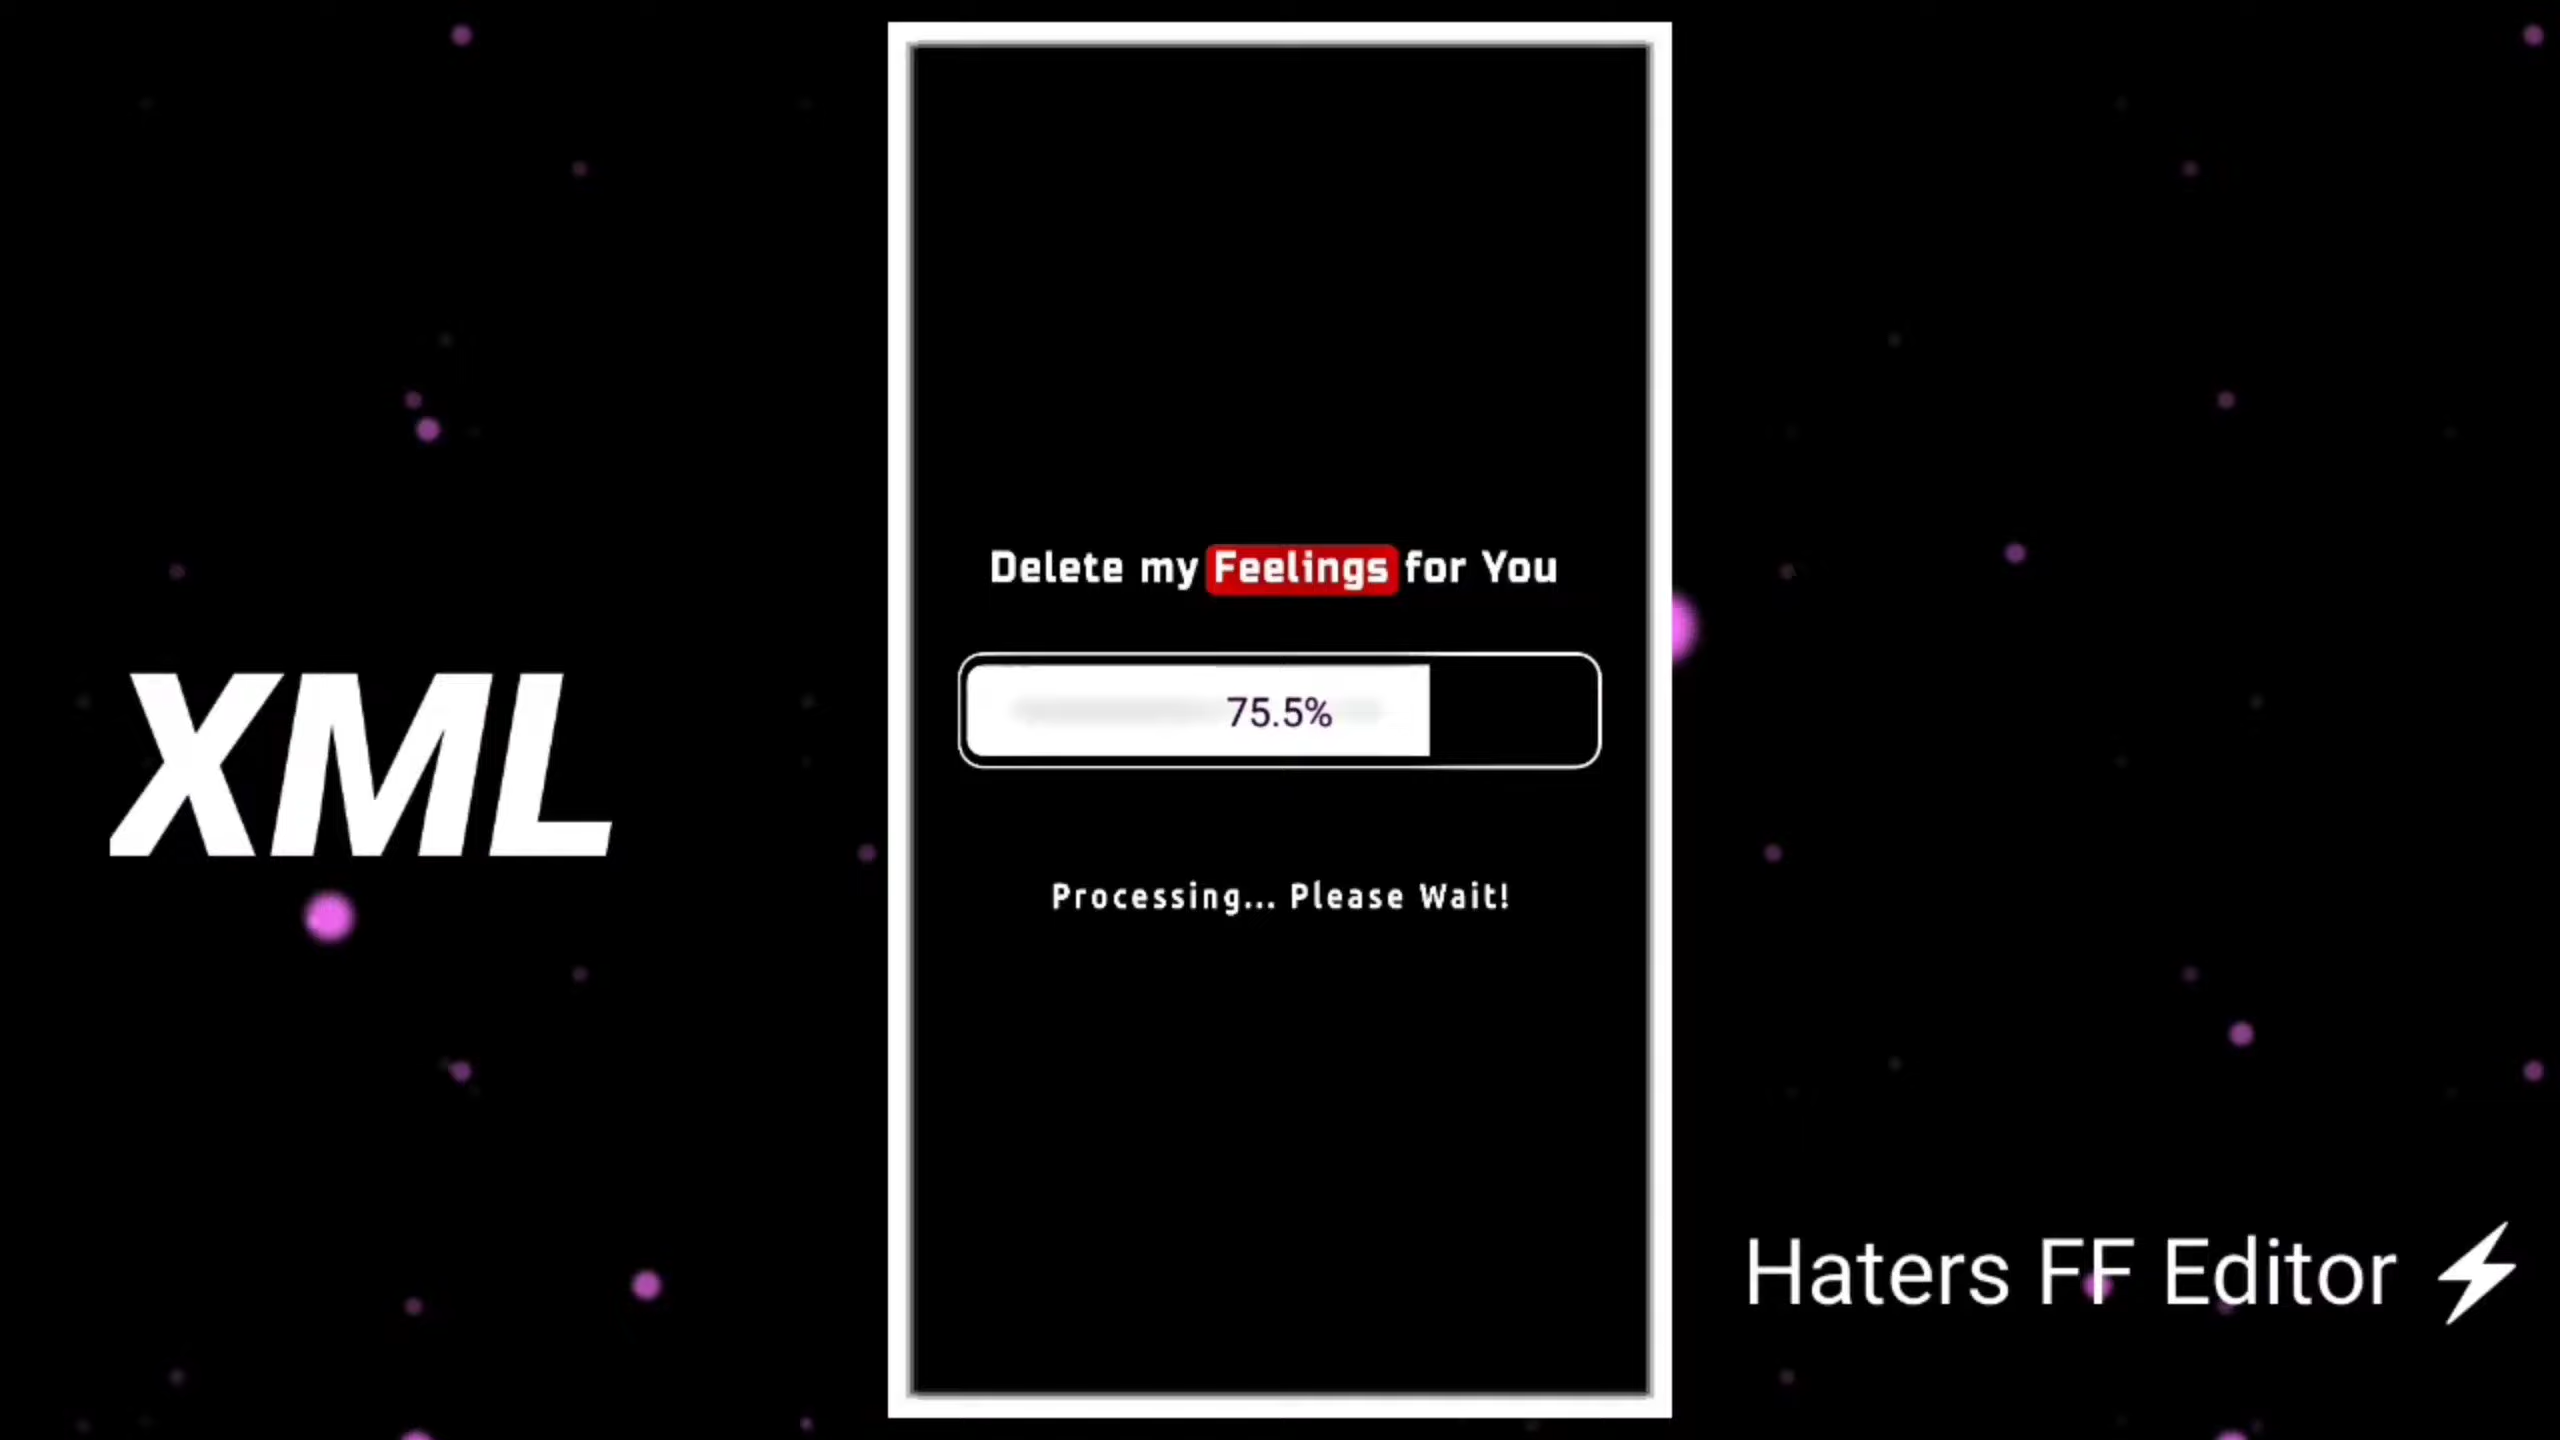 Delete my Feelings for You
75.5%
XML
Processing... Please Wait!
Haters FF Editor ⚡